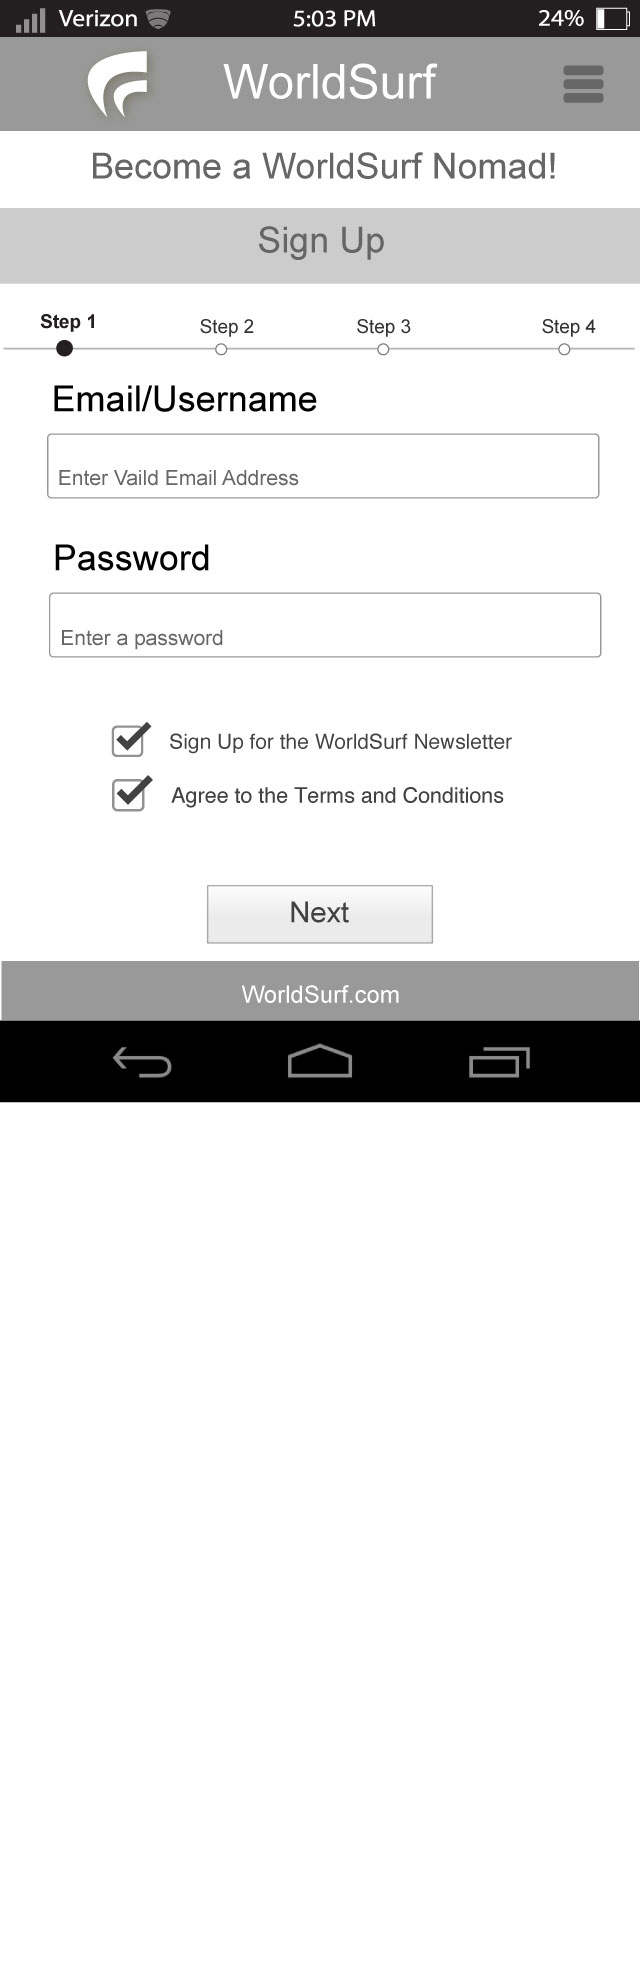 Verizon 5:03 PM 24%
WorldSurf
Become a WorldSurf Nomad!
Sign Up
Step 1 Step 2 Step 3 Step 4
Email/Username
Enter Vaild Email Address
Password
Enter a password
Sign Up for the WorldSurf Newsletter
Agree to the Terms and Conditions
Next
WorldSurf.com